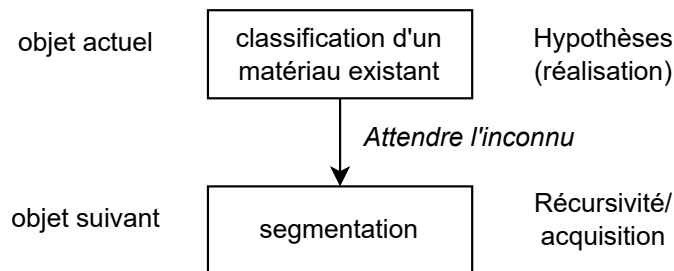 objet actuel
classification d'un
matériau existant
Hypothèses
(réalisation)
Attendre l'inconnu
objet suivant
segmentation
Récursivité/
acquisition